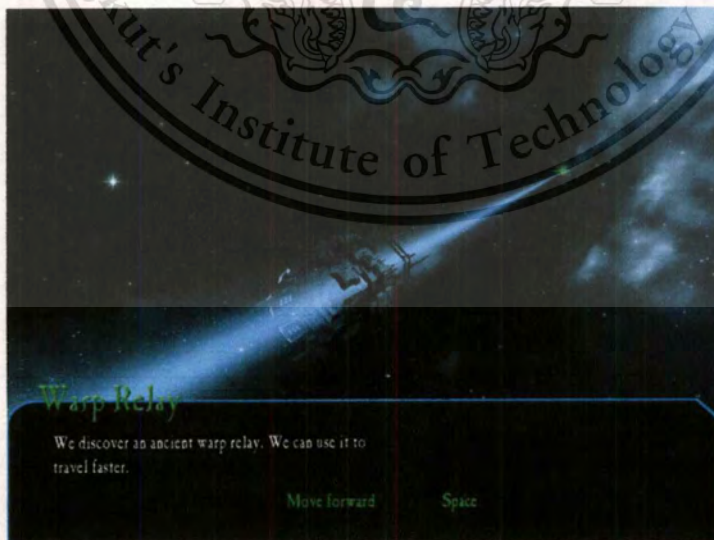 kut's Institute of Technology
Warp Relay
We discover an ancient warp relay. We can use it to
travel faster.
Move forward Space